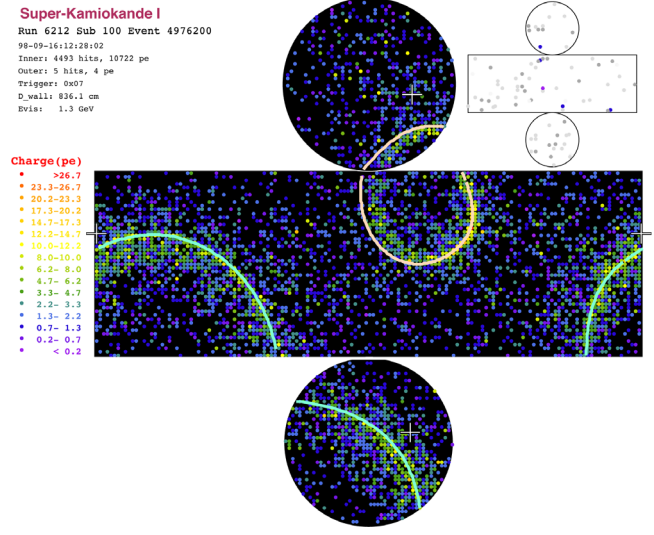 Super-Kamiokande I
Run 6212 Sub 100 Event 4976200
98-09-16:12:28:02
Inner: 4493 hits, 10722 pe
Outer: 5 hits, 4 pe
Trigger: 0x07
D_wall: 836.1 cm
Evis: 1.3 GeV
Charge(pe)
>26.7
23.3-26.7
20.2-23.3
17.3-20.2
14.7-17.3
12.2-14.7
10.0-12.2
8.0-10.0
6.2- 8.0
4.7- 6.2
3.3- 4.7
2.2- 3.3
1.3- 2.2
0.7- 1.3
0.2- 0.7
< 0.2